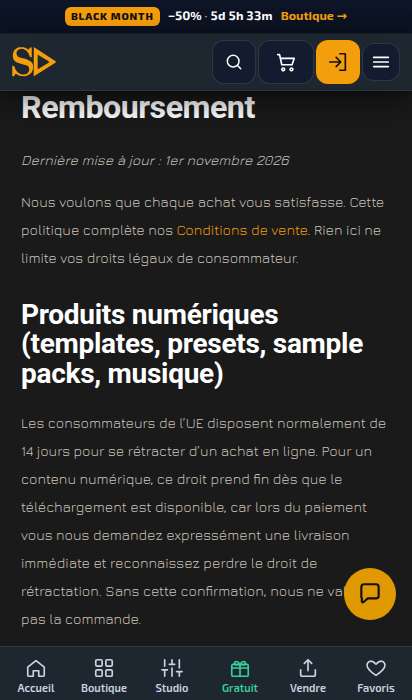 BLACK MONTH −50% · 5d 5h 33m Boutique →
Remboursement
Dernière mise à jour : 1er novembre 2026
Nous voulons que chaque achat vous satisfasse. Cette
politique complète nos Conditions de vente. Rien ici ne
limite vos droits légaux de consommateur.
Produits numériques
(templates, presets, sample
packs, musique)
Les consommateurs de l'UE disposent normalement de
14 jours pour se rétracter d'un achat en ligne. Pour un
contenu numérique, ce droit prend fin dès que le
téléchargement est disponible, car lors du paiement
vous nous demandez expressément une livraison
immédiate et reconnaissez perdre le droit de
rétractation. Sans cette confirmation, nous ne
pas la commande.
Accueil Boutique Studio Gratuit Vendre Favoris